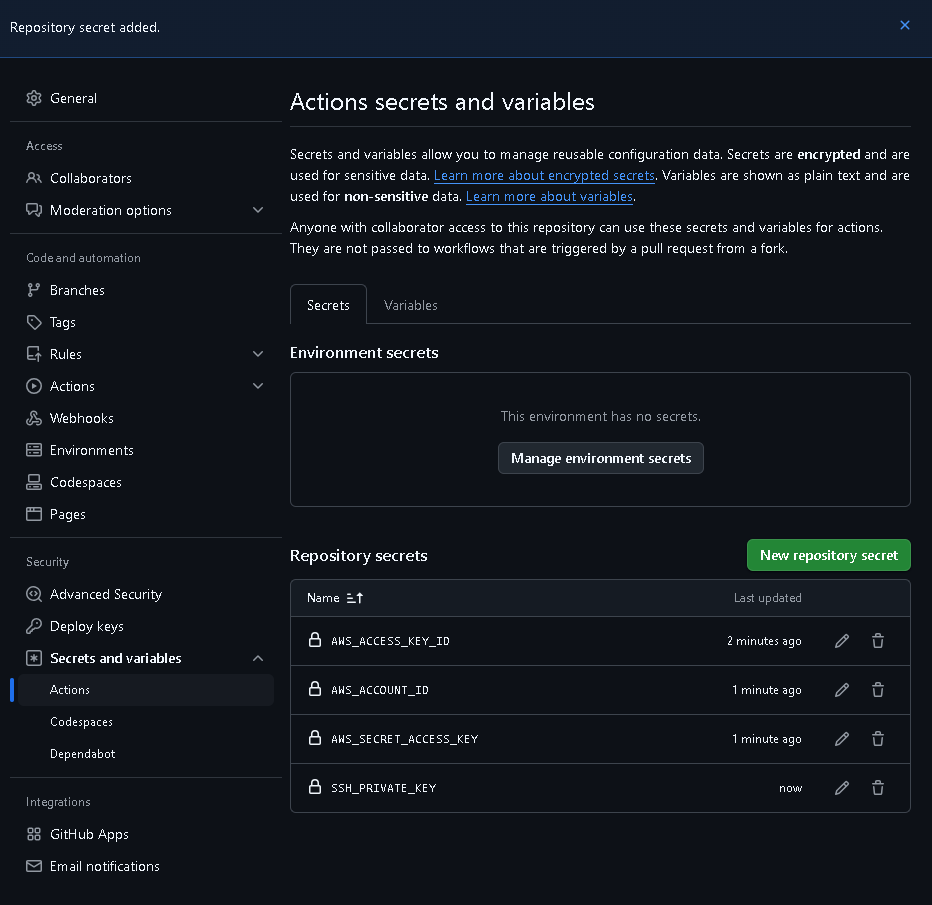 Repository secret added.
General
Access
Collaborators
Moderation options
Code and automation
Branches
Tags
Rules
Actions
Webhooks
Environments
Codespaces
Pages
Security
Advanced Security
Deploy keys
Secrets and variables
Actions
Codespaces
Dependabot
Integrations
GitHub Apps
Email notifications
Actions secrets and variables
Secrets and variables allow you to manage reusable configuration data. Secrets are encrypted and are
used for sensitive data. Learn more about encrypted secrets. Variables are shown as plain text and are
used for non-sensitive data. Learn more about variables.
Anyone with collaborator access to this repository can use these secrets and variables for actions.
They are not passed to workflows that are triggered by a pull request from a fork.
Secrets Variables
Environment secrets
This environment has no secrets.
Manage environment secrets
Repository secrets New repository secret
Name Last updated
AWS_ACCESS_KEY_ID 2 minutes ago
AWS_ACCOUNT_ID 1 minute ago
AWS_SECRET_ACCESS_KEY 1 minute ago
SSH_PRIVATE_KEY now